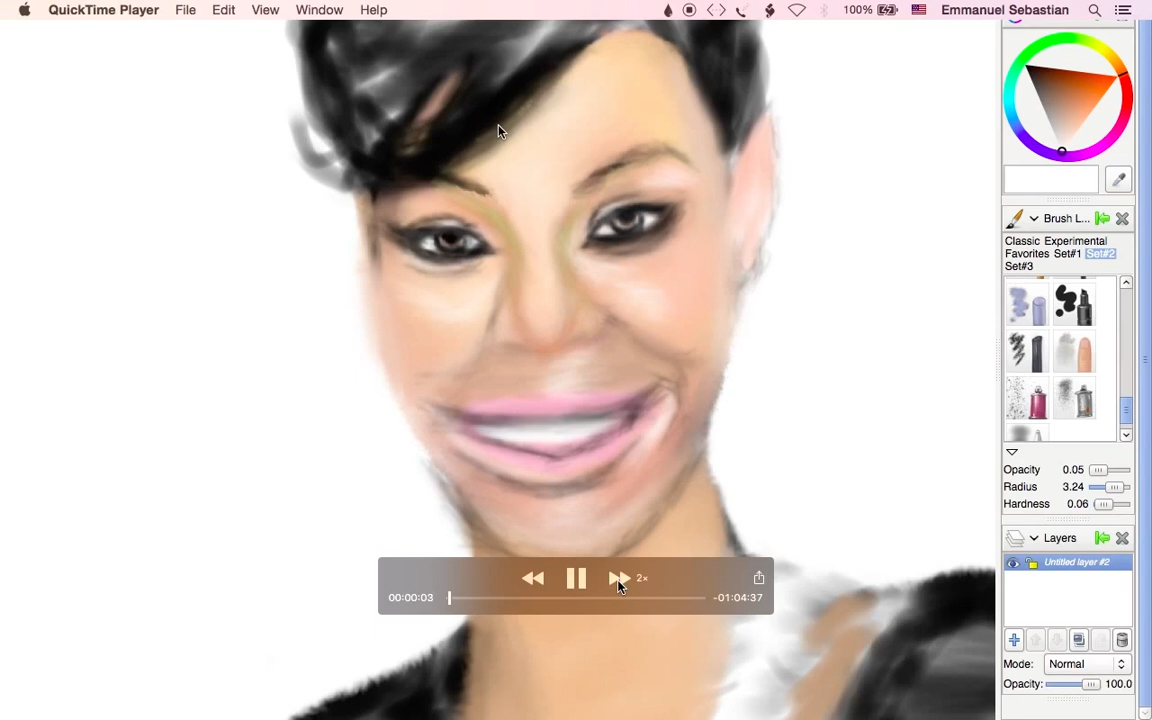 QuickTime Player File Edit View Window Help 100% Emmanuel Sebastian
Brush L...
Classic Experimental
Favorites Set#1 Set#2
Set#3
Opacity 0.05
Radius 3.24
Hardness 0.06
Layers
Untitled layer #2
2×
00:00:03 -01:04:37
Mode: Normal
Opacity: 100.0